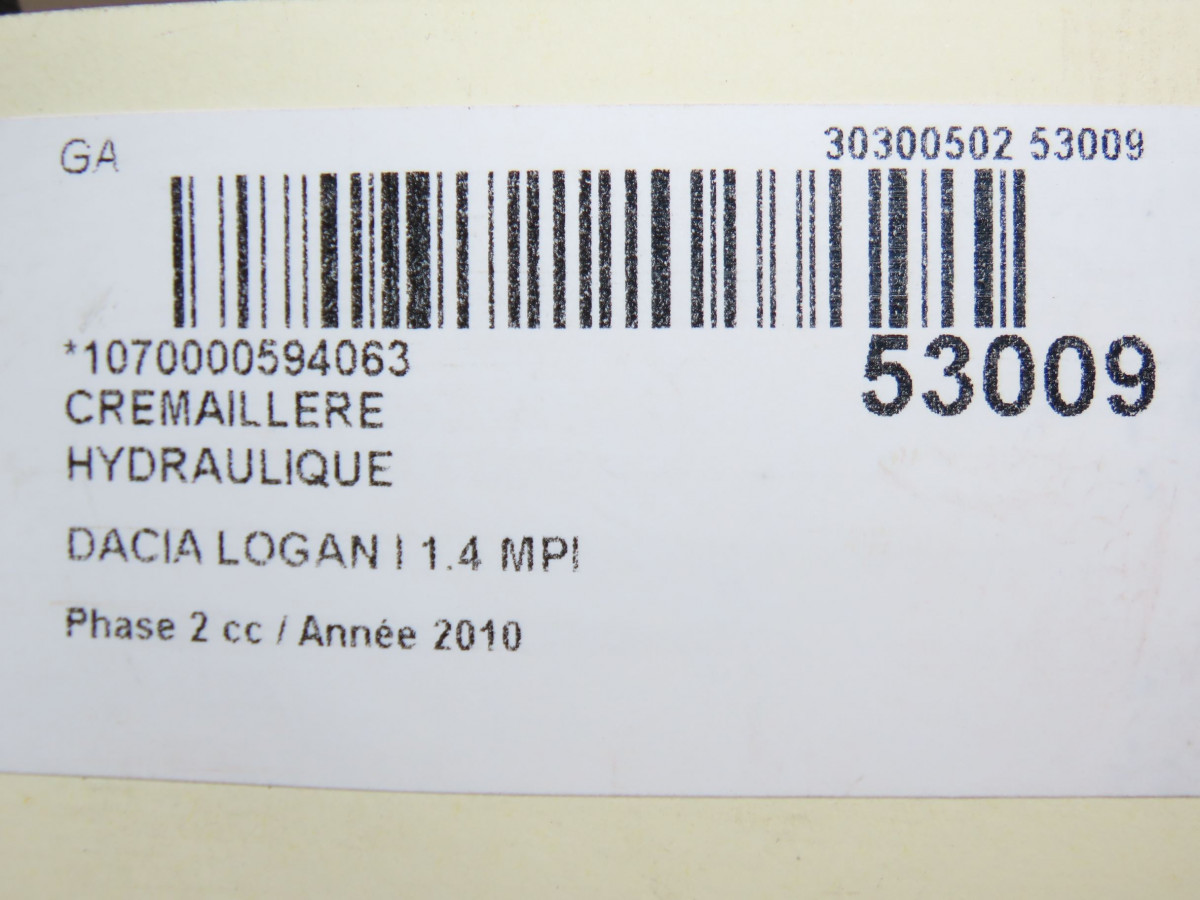 GA
30300502 53009
*1070000594063
53009
CREMAILLERE
HYDRAULIQUE
DACIA LOGAN I 1.4 MPI
Phase 2 cc / Année 2010